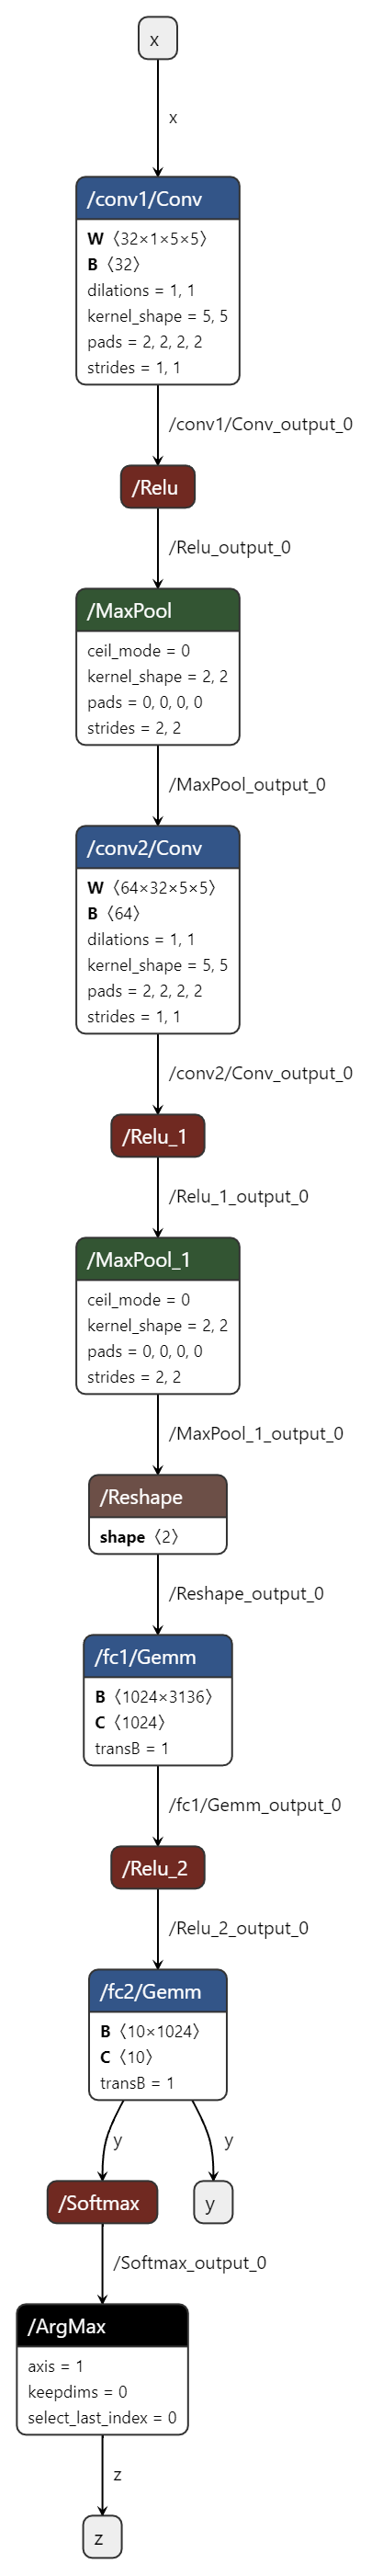 x
x
/conv1/Conv
W 〈32×1×5×5〉
B 〈32〉
dilations = 1, 1
kernel_shape = 5, 5
pads = 2, 2, 2, 2
strides = 1, 1
/conv1/Conv_output_0
/Relu
/Relu_output_0
/MaxPool
ceil_mode = 0
kernel_shape = 2, 2
pads = 0, 0, 0, 0
strides = 2, 2
/MaxPool_output_0
/conv2/Conv
W 〈64×32×5×5〉
B 〈64〉
dilations = 1, 1
kernel_shape = 5, 5
pads = 2, 2, 2, 2
strides = 1, 1
/conv2/Conv_output_0
/Relu_1
/Relu_1_output_0
/MaxPool_1
ceil_mode = 0
kernel_shape = 2, 2
pads = 0, 0, 0, 0
strides = 2, 2
/MaxPool_1_output_0
/Reshape
shape 〈2〉
/Reshape_output_0
/fc1/Gemm
B 〈1024×3136〉
C 〈1024〉
transB = 1
/fc1/Gemm_output_0
/Relu_2
/Relu_2_output_0
/fc2/Gemm
B 〈10×1024〉
C 〈10〉
transB = 1
y
y
/Softmax
y
/Softmax_output_0
/ArgMax
axis = 1
keepdims = 0
select_last_index = 0
z
z